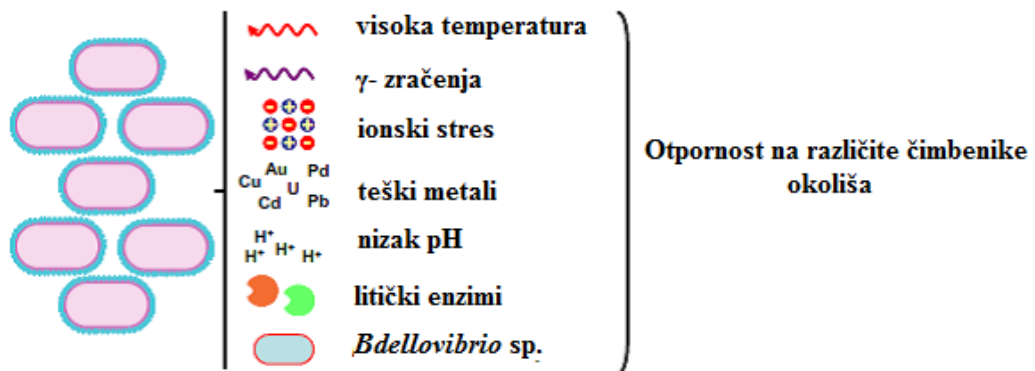 visoka temperatura
γ- zračenja
ionski stres
Cu Au Pd
U
Cd Pb
teški metali
H⁺
H⁺ H⁺ H⁺
nizak pH
litički enzimi
Bdellovibrio sp.
Otpornost na različite čimbenike
okoliša